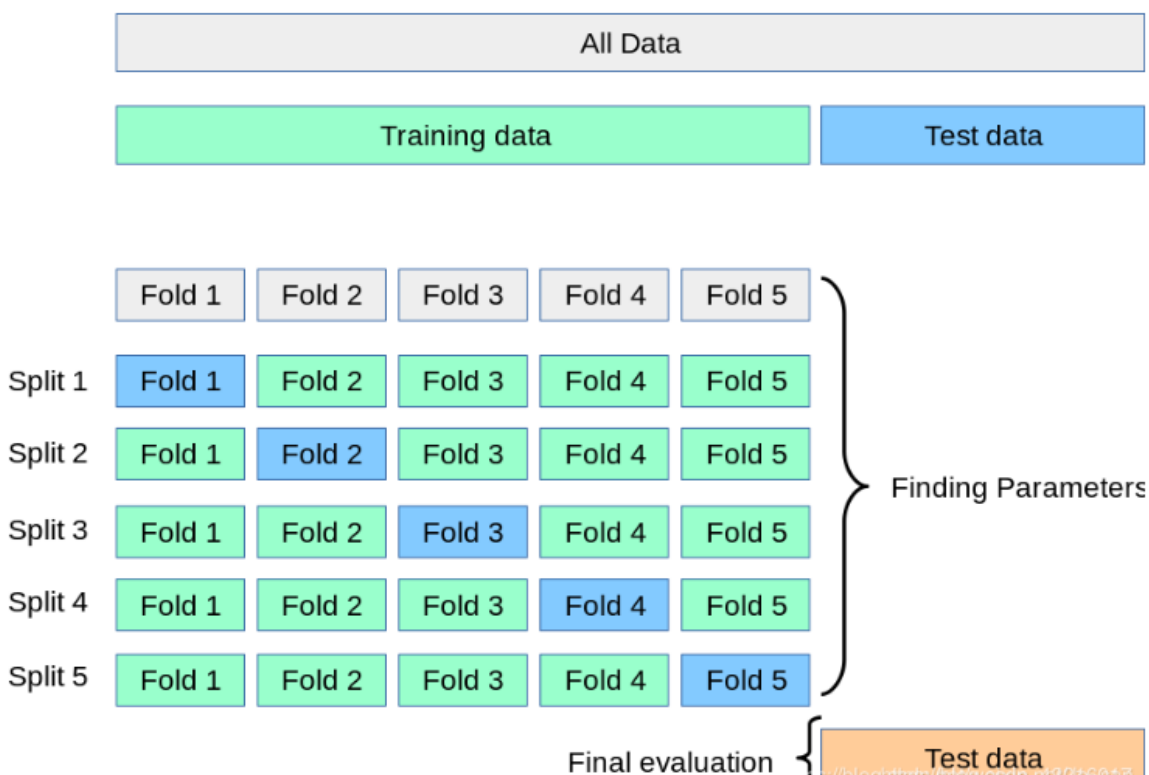 All Data
Training data Test data
Fold 1 Fold 2 Fold 3 Fold 4 Fold 5
Split 1 Fold 1 Fold 2 Fold 3 Fold 4 Fold 5
Split 2 Fold 1 Fold 2 Fold 3 Fold 4 Fold 5
Split 3 Fold 1 Fold 2 Fold 3 Fold 4 Fold 5
Split 4 Fold 1 Fold 2 Fold 3 Fold 4 Fold 5
Split 5 Fold 1 Fold 2 Fold 3 Fold 4 Fold 5
Finding Parameters
Final evaluation Test data